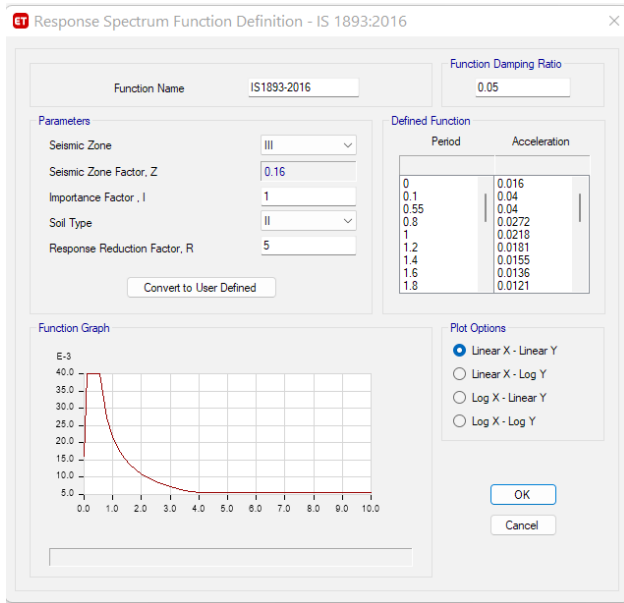 ET Response Spectrum Function Definition - IS 1893:2016
Function Name IS1893-2016
Function Damping Ratio
0.05
Parameters
Seismic Zone III
Seismic Zone Factor, Z 0.16
Importance Factor , I 1
Soil Type II
Response Reduction Factor, R 5
Convert to User Defined
Defined Function
Period Acceleration
0 0.016
0.1 0.04
0.55 0.04
0.8 0.0272
1 0.0218
1.2 0.0181
1.4 0.0155
1.6 0.0136
1.8 0.0121
Function Graph
E-3
40.0
35.0
30.0
25.0
20.0
15.0
10.0
5.0
0.0 1.0 2.0 3.0 4.0 5.0 6.0 7.0 8.0 9.0 10.0
Plot Options
Linear X - Linear Y
Linear X - Log Y
Log X - Linear Y
Log X - Log Y
OK
Cancel